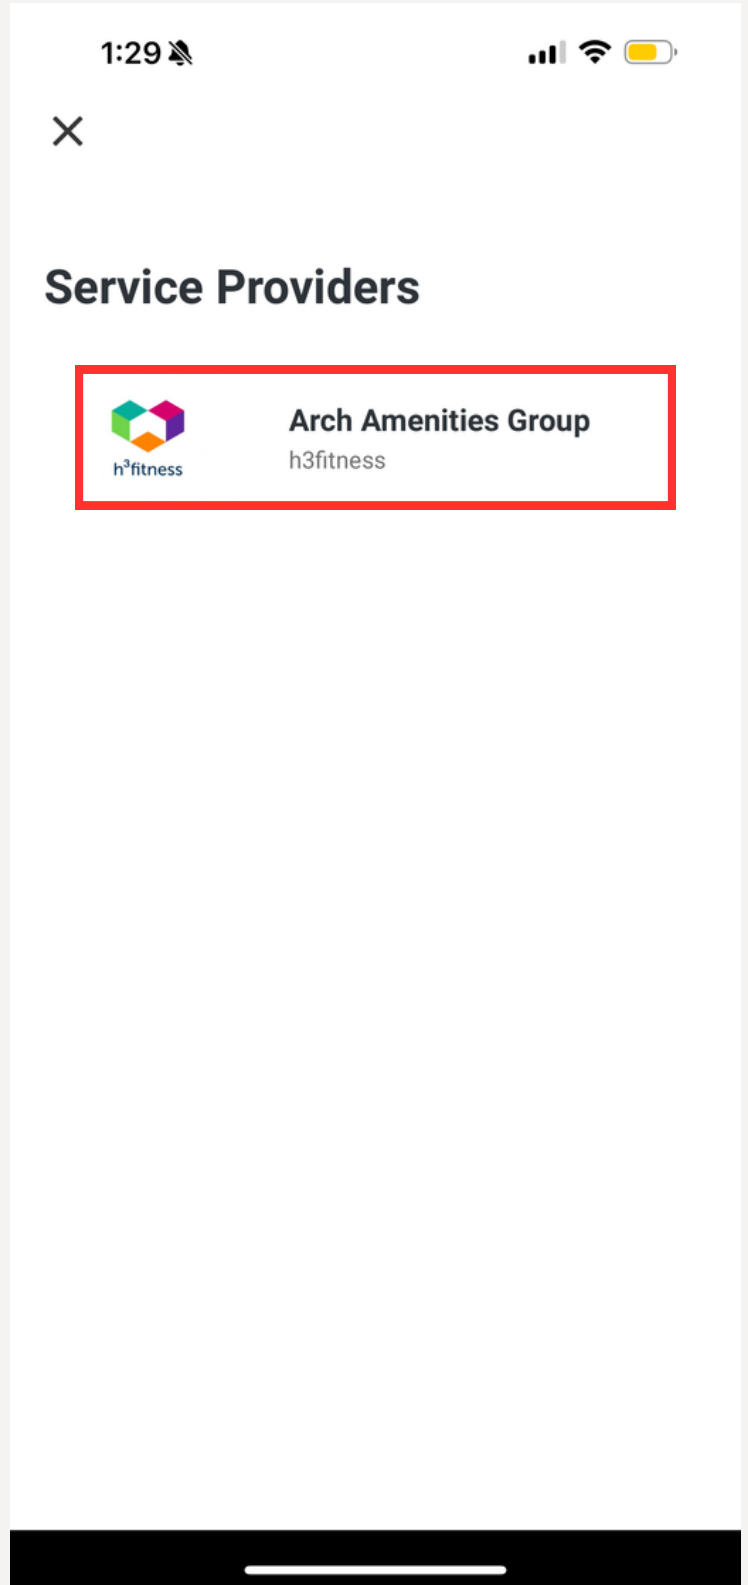 1:29
Service Providers
h³fitness
Arch Amenities Group
h3fitness